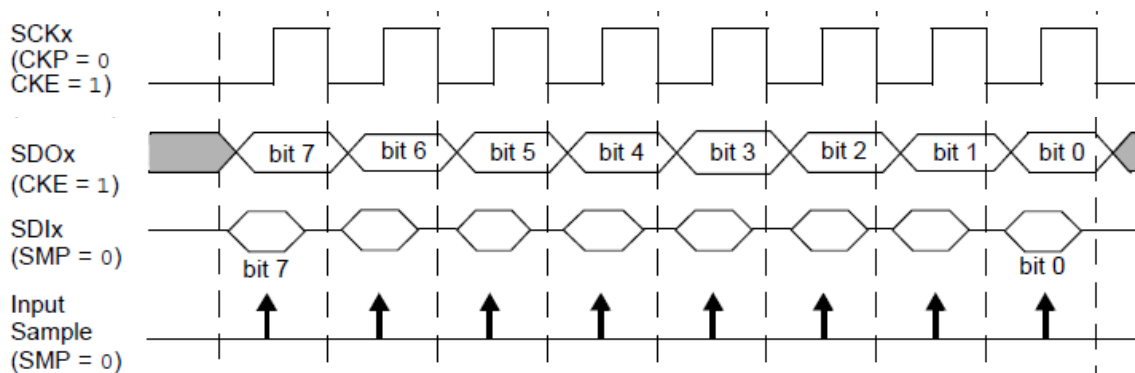 SCKx
(CKP = 0
CKE = 1)
SDOx
(CKE = 1)
bit 7 bit 6 bit 5 bit 4 bit 3 bit 2 bit 1 bit 0
SDIx
(SMP = 0)
bit 7 bit 0
Input
Sample
(SMP = 0)